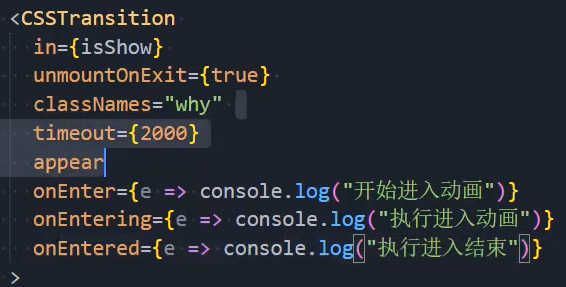 <CSSTransition
in={isShow}
unmountOnExit={true}
classNames="why"
timeout={2000}
appear
onEnter={e => console.log("开始进入动画")}
onEntering={e => console.log("执行进入动画")}
onEntered={e => console.log("执行进入结束")}
>